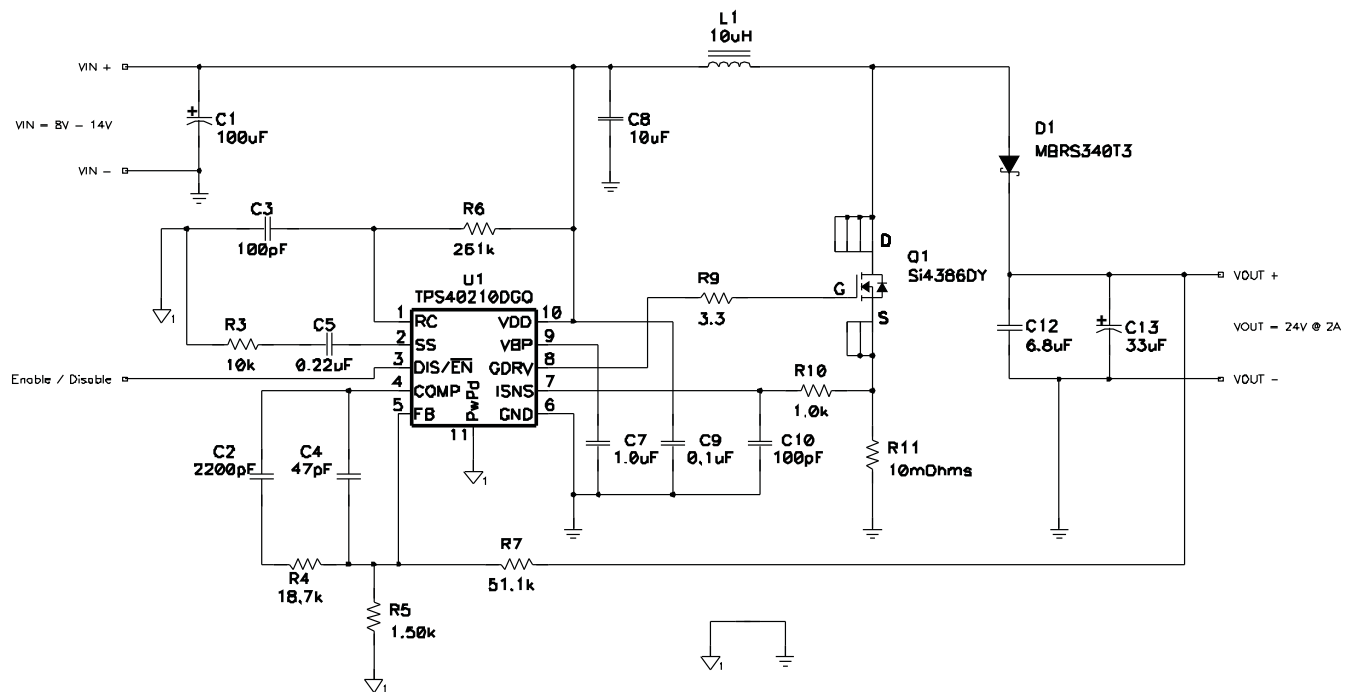 L1
10uH
VIN +
C1
100uF
VIN = 8V - 14V
C8
10uF
D1
MBRS340T3
VIN -
C3
100pF
R6
261k
D
Q1
Si4386DY
G
S
R9
3.3
VOUT +
U1
TPS40210DGQ
1 RC VDD 10
2 SS VBP 9
3 DIS/EN GDRV 8
4 COMP ISNS 7
5 FB GND 6
PwPd
11
1
R3
10k
C5
0.22uF
C12
6.8uF
C13
33uF
VOUT = 24V @ 2A
Enable / Disable
VOUT -
R10
1.0k
C2
2200pF
C4
47pF
C7
1.0uF
C9
0.1uF
C10
100pF
R11
10mOhms
1
R7
51.1k
R4
18.7k
R5
1.50k
1
1